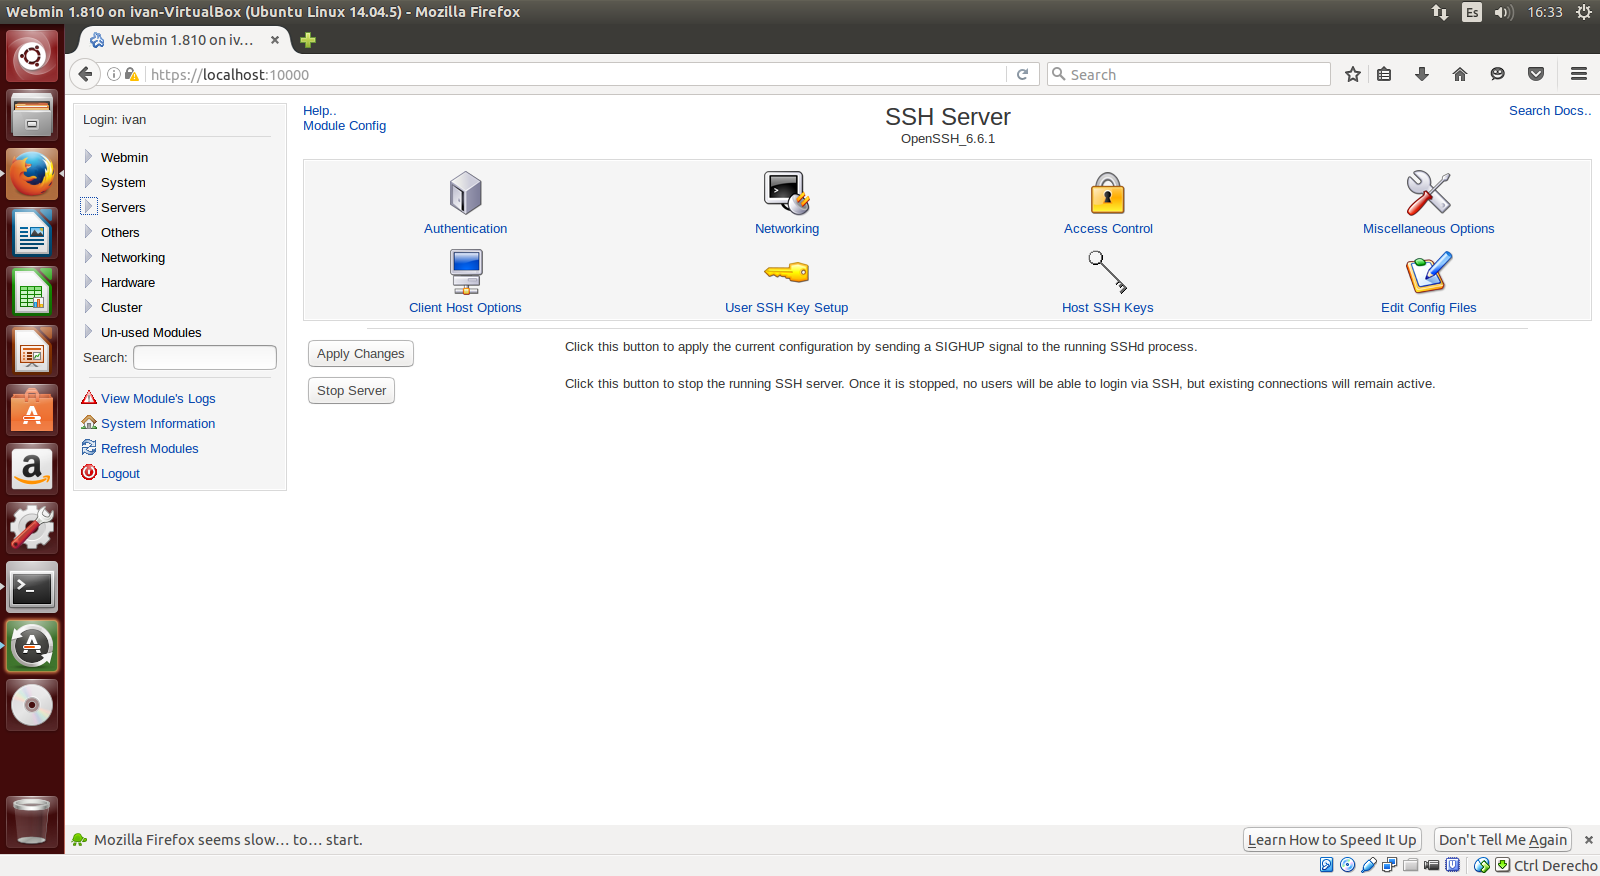 Webmin 1.810 on ivan-VirtualBox (Ubuntu Linux 14.04.5) - Mozilla Firefox
Es
16:33
Webmin 1.810 on iv...
https://localhost:10000
Search
Login: ivan
Webmin
System
Servers
Others
Networking
Hardware
Cluster
Un-used Modules
Search:
View Module's Logs
System Information
Refresh Modules
Logout
Help..
Module Config
SSH Server
OpenSSH_6.6.1
Search Docs..
Authentication
Networking
Access Control
Miscellaneous Options
Client Host Options
User SSH Key Setup
Host SSH Keys
Edit Config Files
Apply Changes
Click this button to apply the current configuration by sending a SIGHUP signal to the running SSHd process.
Stop Server
Click this button to stop the running SSH server. Once it is stopped, no users will be able to login via SSH, but existing connections will remain active.
Mozilla Firefox seems slow... to... start.
Learn How to Speed It Up
Don't Tell Me Again
Ctrl Derecho